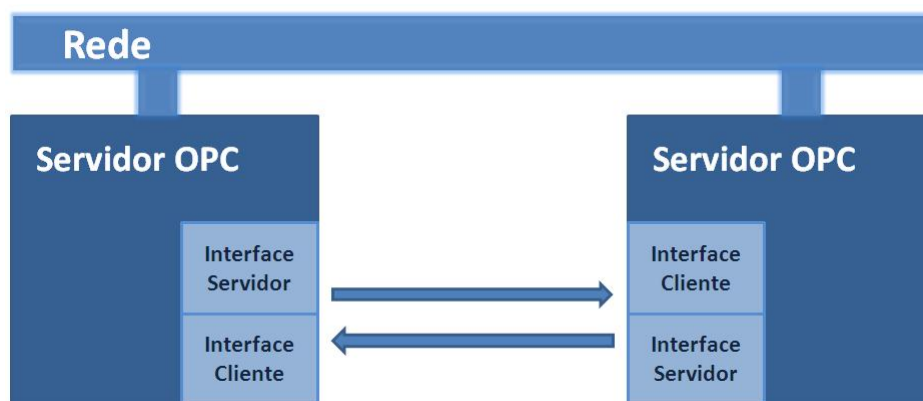 Rede
Servidor OPC
Servidor OPC
Interface
Servidor
Interface
Cliente
Interface
Cliente
Interface
Servidor